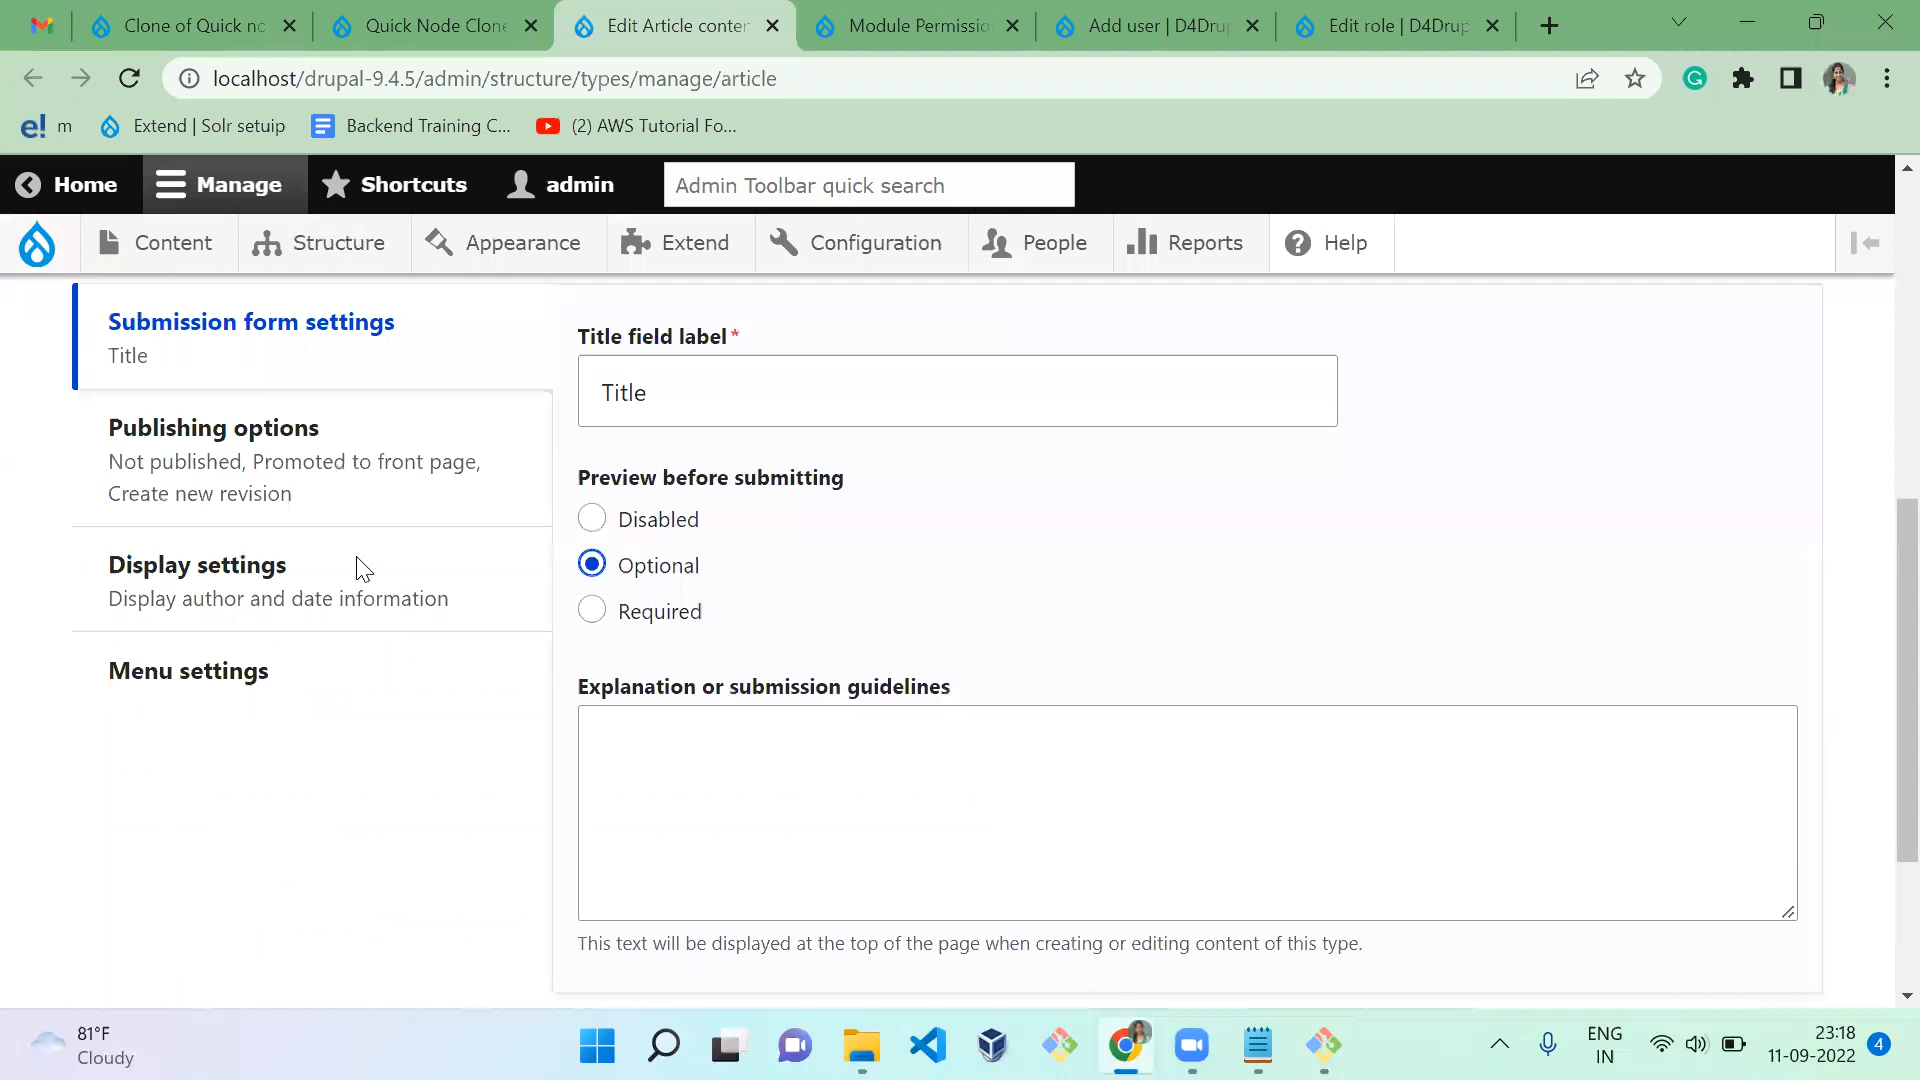 Clone of Quick no
Quick Node Clone
Edit Article conten
Module Permissio
Add user | D4Drup
Edit role | D4Drup
localhost/drupal-9.4.5/admin/structure/types/manage/article
e! m
Extend | Solr setuip
Backend Training C...
(2) AWS Tutorial Fo...
Home
Manage
Shortcuts
admin
Admin Toolbar quick search
Content
Structure
Appearance
Extend
Configuration
People
Reports
Help
Submission form settings
Title
Publishing options
Not published, Promoted to front page,
Create new revision
Display settings
Display author and date information
Menu settings
Title field label*
Title
Preview before submitting
Disabled
Optional
Required
Explanation or submission guidelines
This text will be displayed at the top of the page when creating or editing content of this type.
81°F
Cloudy
ENG
IN
23:18
11-09-2022
4